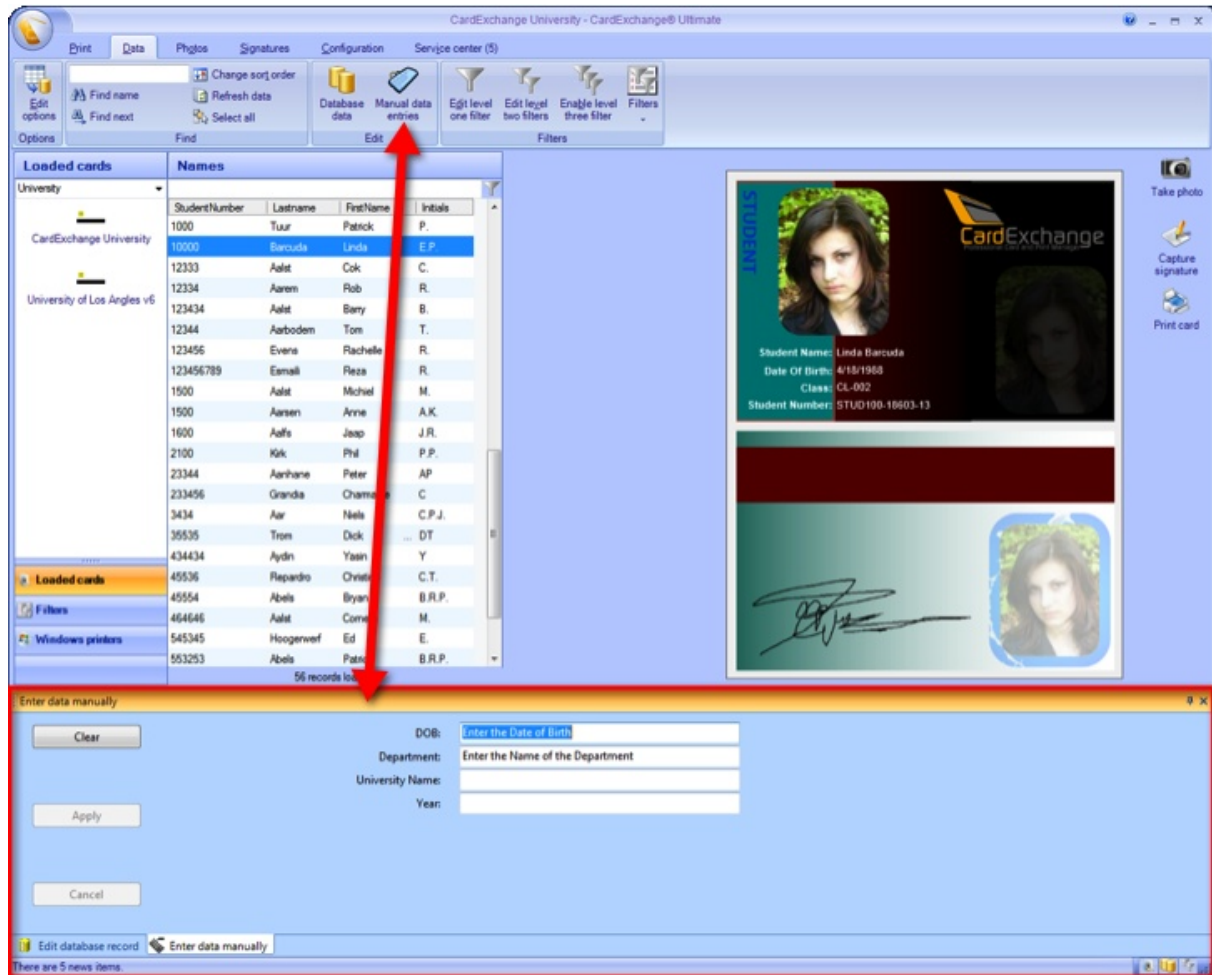 CardExchange University - CardExchange® Ultimate
Print Data Photos Signatures Configuration Service center (5)
Edit options
Find name
Find next
Change sort order
Refresh data
Select all
Database data
Manual data entries
Edit level one filter
Edit level two filters
Enable level three filter
Filters
Options Find Edit Filters
Loaded cards
University
CardExchange University
University of Los Angles v6
Loaded cards
Filters
Windows printers
Names
StudentNumber Lastname FirstName Initials
1000 Tuur Patrick P.
10000 Barcuda Linda E.P.
12333 Aalst Cok C.
12334 Aarem Rob R.
123434 Aalst Barry B.
12344 Aarbodem Tom T.
123456 Evens Rachelle R.
123456789 Esmaili Reza R.
1500 Aalst Michiel M.
1500 Aarsen Anne A.K.
1600 Aalfs Jaap J.R.
2100 Kirk Phil P.P.
23344 Aanhane Peter AP
233456 Grandia C
3434 Aar Niels C.P.J.
35535 Trom Dick ... DT
434434 Aydin Yasin Y
45536 Repardro C.T.
45554 Abels Bryan B.R.P.
464646 Aalst M.
545345 Hoogerwerf Ed E.
553253 Abels B.R.P.
56 records
STUDENT
CardExchange
Professional Card and Print Manager
Student Name: Linda Barcuda
Date Of Birth: 4/18/1988
Class: CL-002
Student Number: STUD100-18603-13
Take photo
Capture signature
Print card
Enter data manually
Clear
Apply
Cancel
DOB: Enter the Date of Birth
Department: Enter the Name of the Department
University Name:
Year:
Edit database record Enter data manually
There are 5 news items.